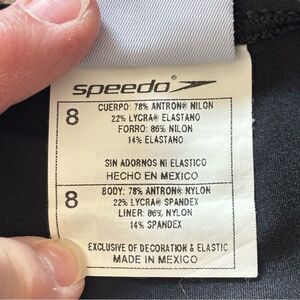 speedo
8
CUERPO: 78% ANTRON® NILON
22% LYCRA® ELASTANO
FORRO: 86% NILON
14% ELASTANO
SIN ADORNOS NI ELASTICO
HECHO EN MEXICO
8
BODY: 78% ANTRON® NYLON
22% LYCRA® SPANDEX
LINER: 86% NYLON
14% SPANDEX
EXCLUSIVE OF DECORATION & ELASTIC
MADE IN MEXICO